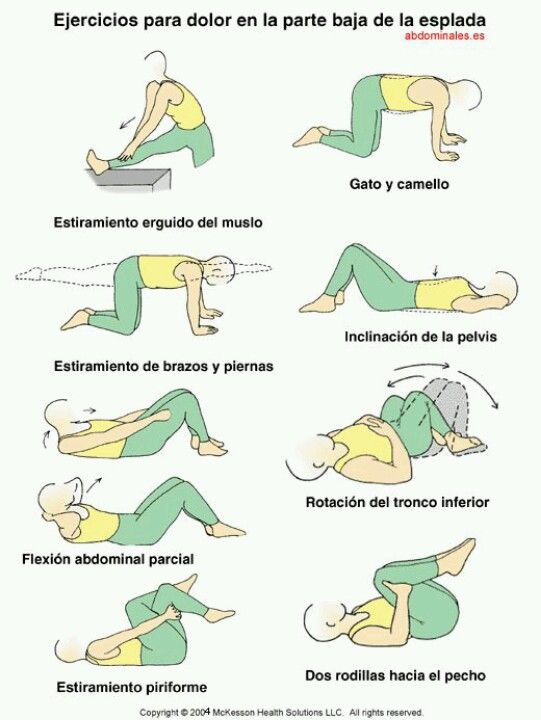 Ejercicios para dolor en la parte baja de la esplada
abdominales.es
Gato y camello
Estiramiento erguido del muslo
Inclinación de la pelvis
Estiramiento de brazos y piernas
Rotación del tronco inferior
Flexión abdominal parcial
Dos rodillas hacia el pecho
Estiramiento piriforme
Copyright © 2004 McKesson Health Solutions LLC. All rights reserved.